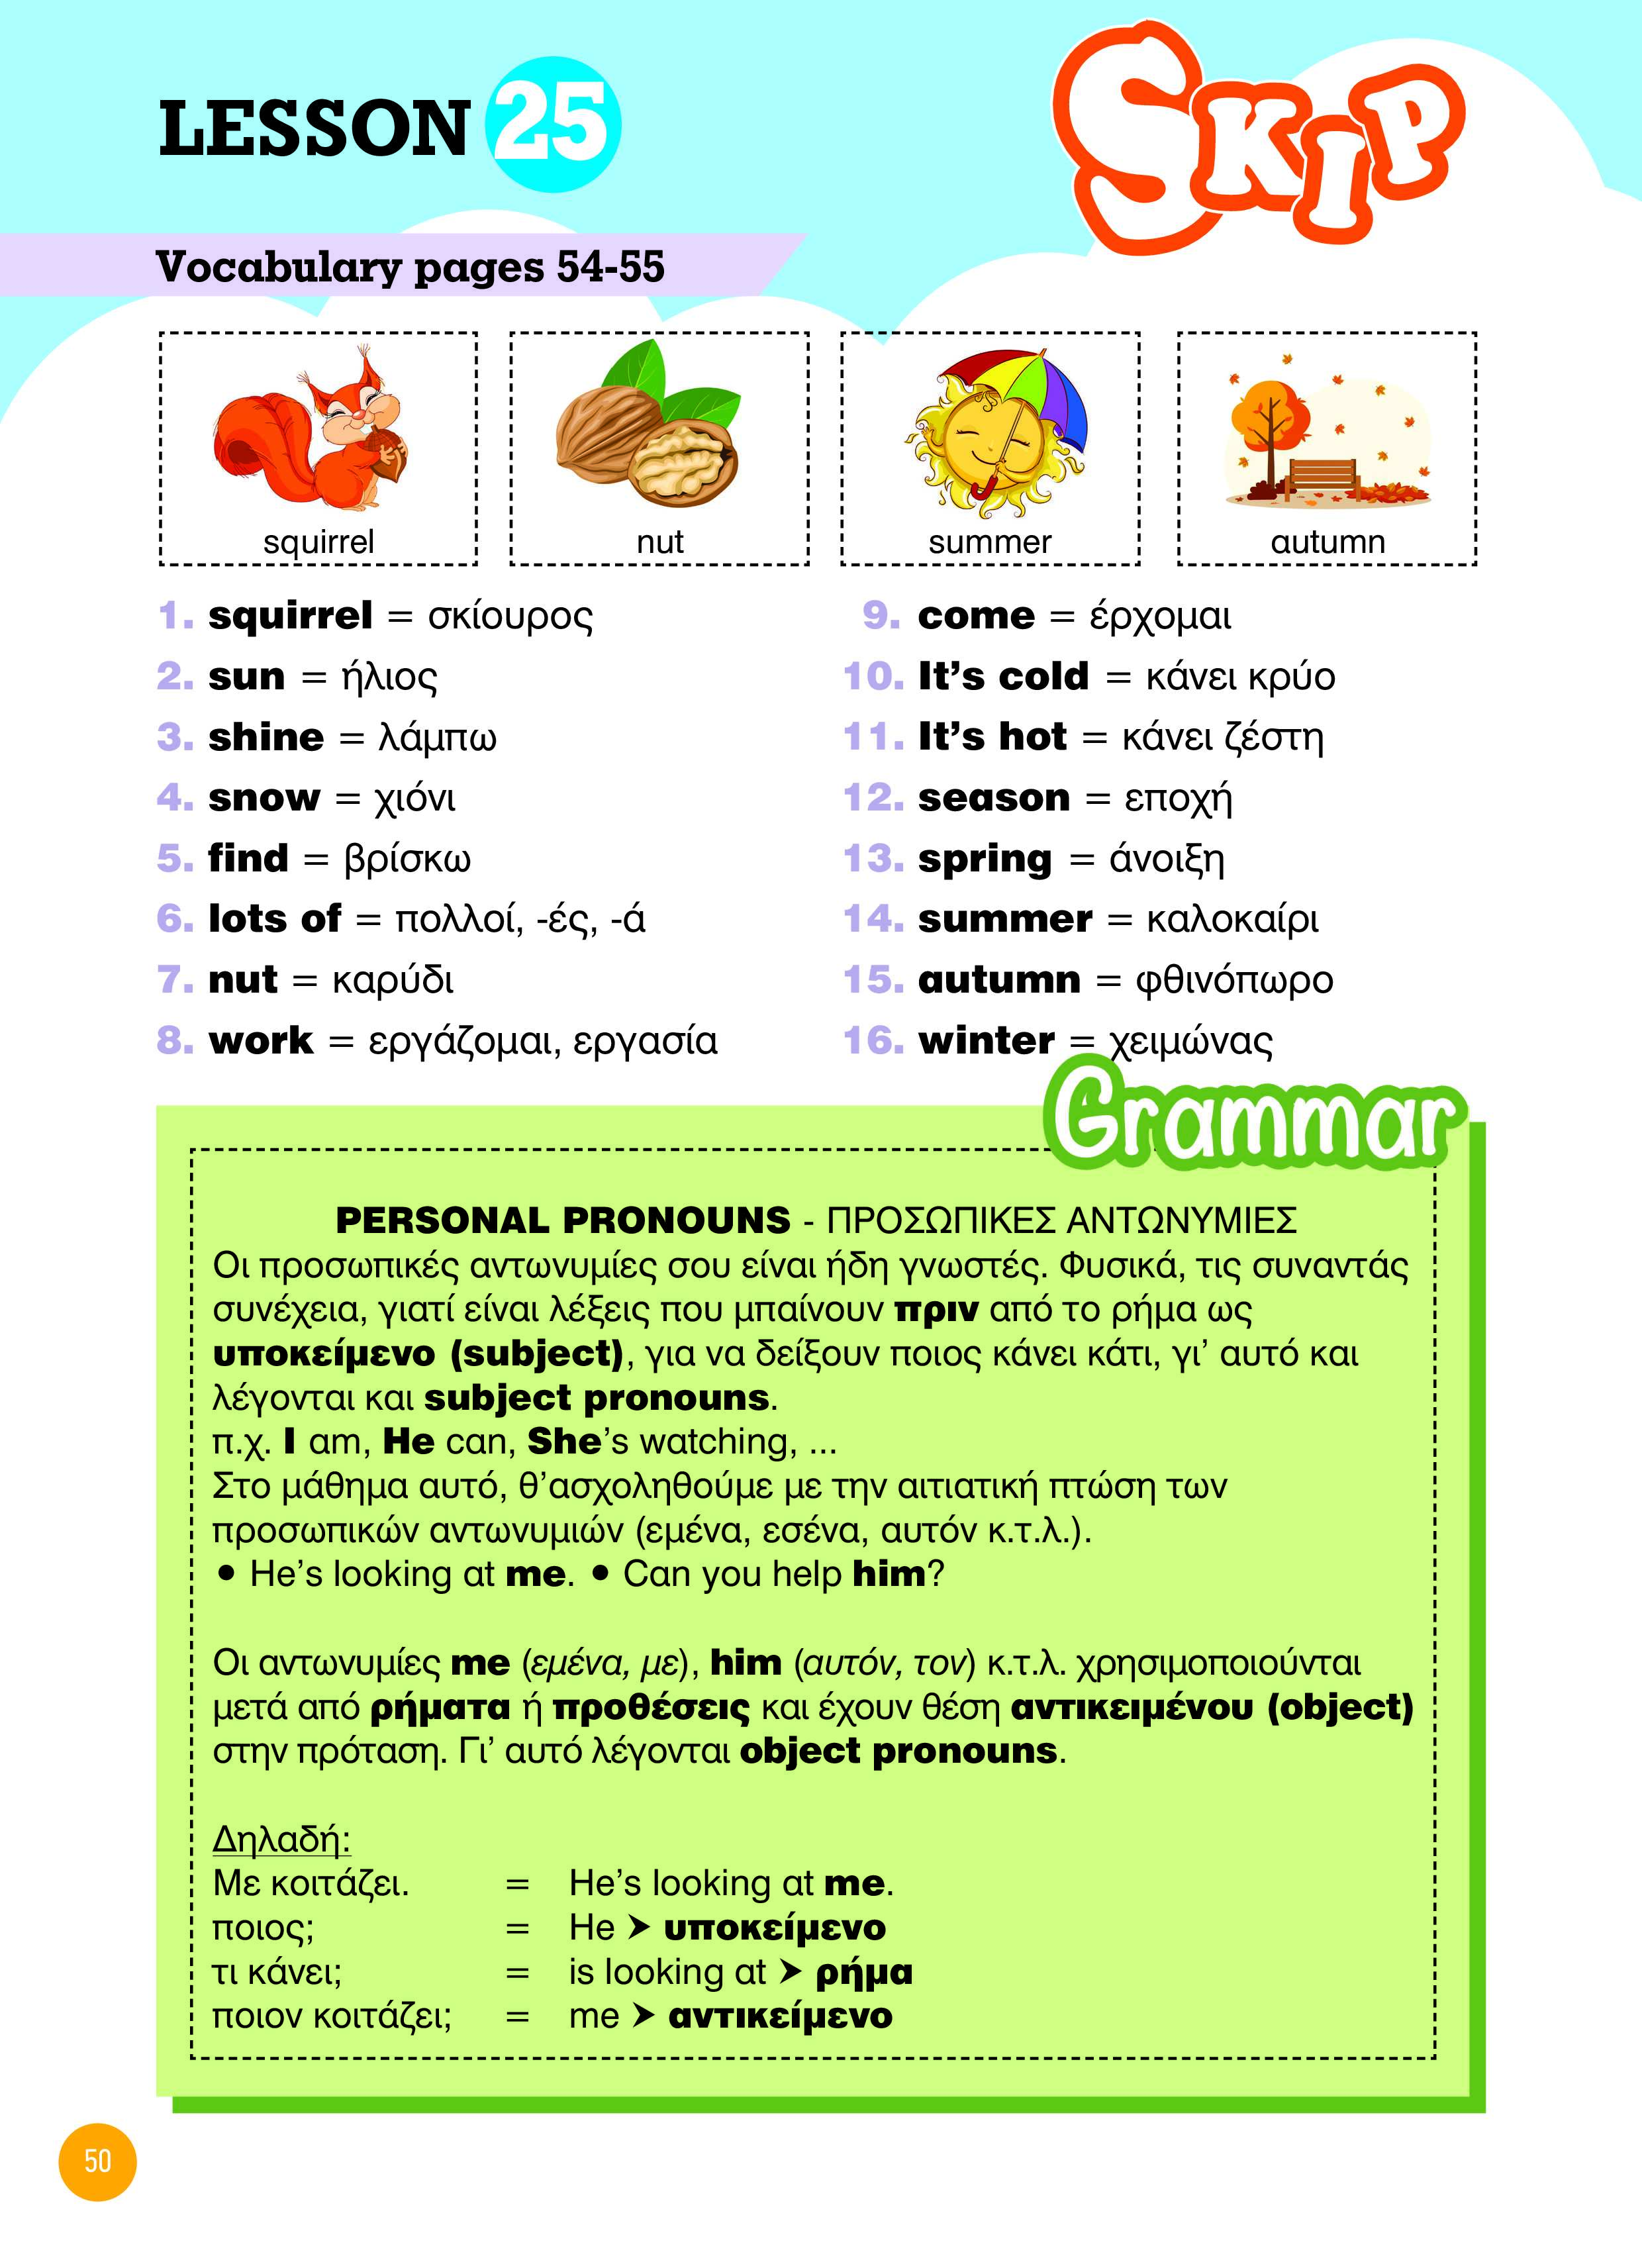 LESSON 25
SKIP
Vocabulary pages 54-55
squirrel
nut
summer
autumn
1. squirrel = σκίουρος
2. sun = ήλιος
3. shine = λάμπω
4. snow = χιόνι
5. find = βρίσκω
6. lots of = πολλοί, -ές, -ά
7. nut = καρύδι
8. work = εργάζομαι, εργασία
9. come = έρχομαι
10. It's cold = κάνει κρύο
11. It's hot = κάνει ζέστη
12. season = εποχή
13. spring = άνοιξη
14. summer = καλοκαίρι
15. autumn = φθινόπωρο
16. winter = χειμώνας
Grammar
PERSONAL PRONOUNS - ΠΡΟΣΩΠΙΚΕΣ ΑΝΤΩΝΥΜΙΕΣ
Οι προσωπικές αντωνυμίες σου είναι ήδη γνωστές. Φυσικά, τις συναντάς
συνέχεια, γιατί είναι λέξεις που μπαίνουν πριν από το ρήμα ως
υποκείμενο (subject), για να δείξουν ποιος κάνει κάτι, γι' αυτό και
λέγονται και subject pronouns.
π.χ. I am, He can, She's watching, ...
Στο μάθημα αυτό, θ'ασχοληθούμε με την αιτιατική πτώση των
προσωπικών αντωνυμιών (εμένα, εσένα, αυτόν κ.τ.λ.).
• He's looking at me. • Can you help him?
Οι αντωνυμίες me (εμένα, με), him (αυτόν, τον) κ.τ.λ. χρησιμοποιούνται
μετά από ρήματα ή προθέσεις και έχουν θέση αντικειμένου (object)
στην πρόταση. Γι' αυτό λέγονται object pronouns.
Δηλαδή:
Με κοιτάζει. = He's looking at me.
ποιος; = He ➤ υποκείμενο
τι κάνει; = is looking at ➤ ρήμα
ποιον κοιτάζει; = me ➤ αντικείμενο
50